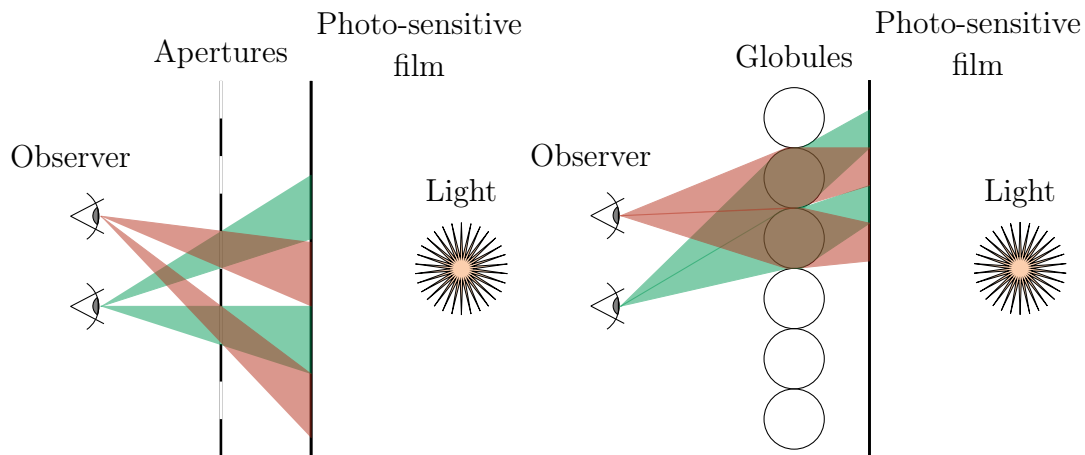 Photo-sensitive
film
Apertures
Observer
Light
Photo-sensitive
film
Globules
Observer
Light